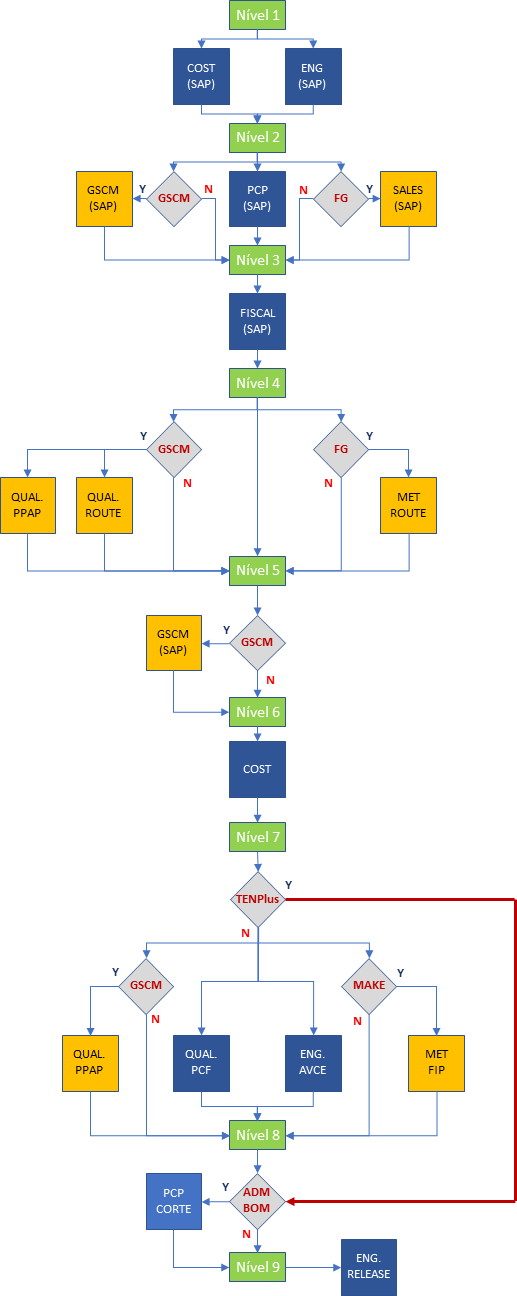 Nível 1
COST
(SAP)
ENG
(SAP)
Nível 2
GSCM
(SAP)
Y
GSCM
N
PCP
(SAP)
N
FG
Y
SALES
(SAP)
Nível 3
FISCAL
(SAP)
Nível 4
Y
GSCM
N
FG
Y
N
QUAL.
PPAP
QUAL.
ROUTE
MET
ROUTE
Nível 5
GSCM
(SAP)
Y
GSCM
N
Nível 6
COST
Nível 7
TENPlus
Y
N
Y
GSCM
N
MAKE
Y
N
QUAL.
PPAP
QUAL.
PCF
ENG.
AVCE
MET
FIP
Nível 8
PCP
CORTE
Y
ADM
BOM
N
Nível 9
ENG.
RELEASE